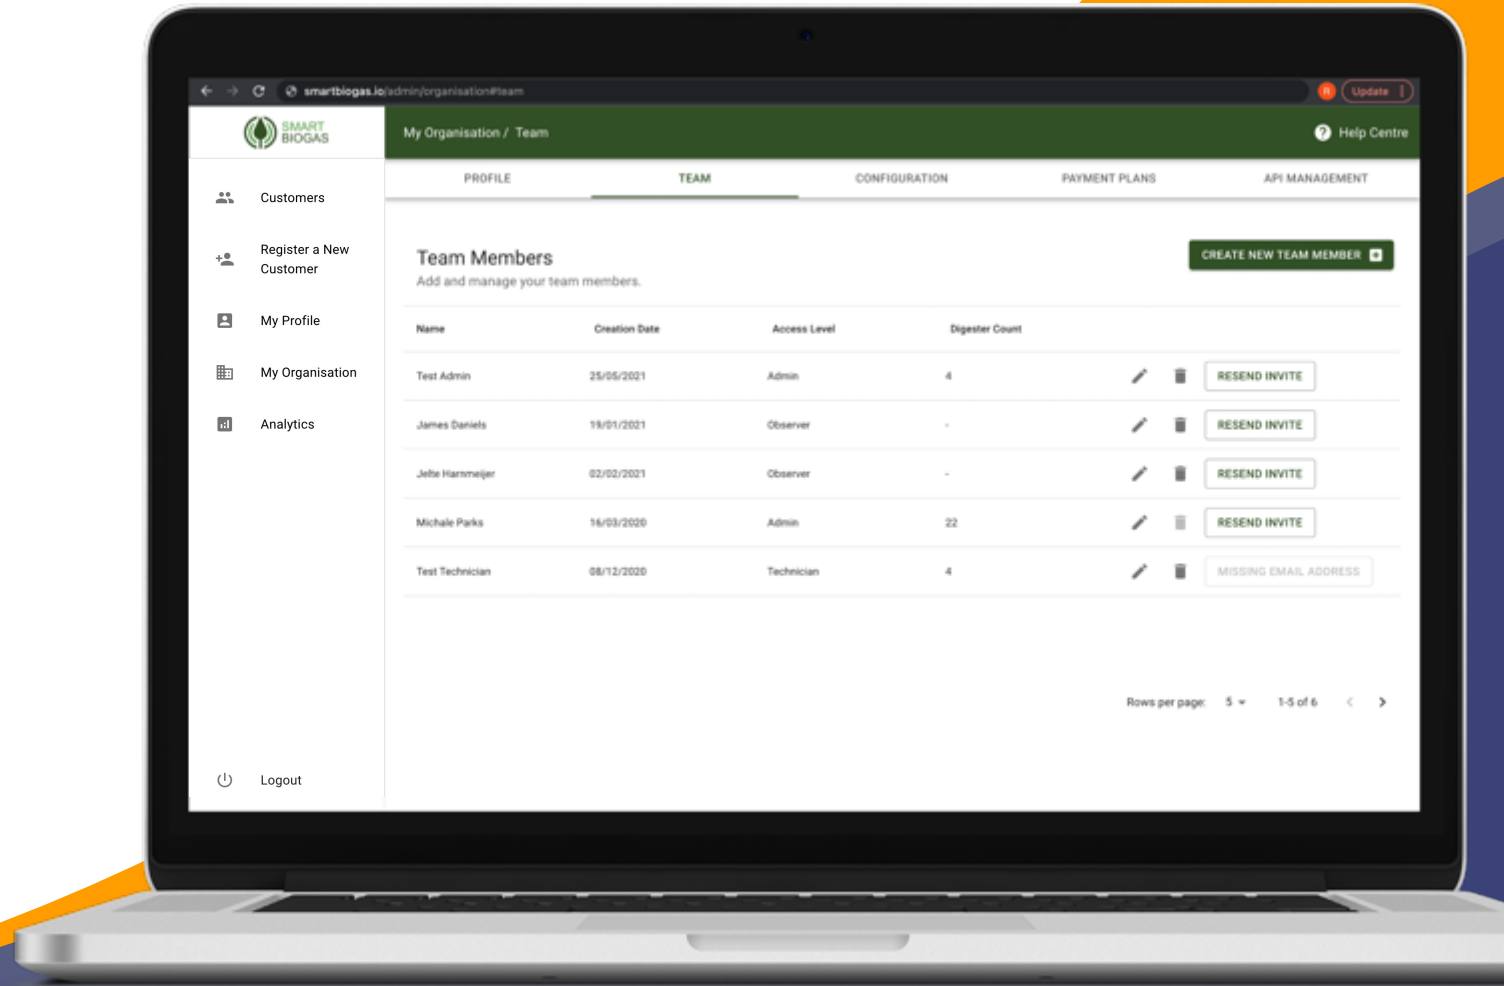 smartbiogas.io/admin/organisation#team
R
Update
SMART
BIOGAS
My Organisation / Team
Help Centre
PROFILE
TEAM
CONFIGURATION
PAYMENT PLANS
API MANAGEMENT
Customers
Register a New
Customer
My Profile
My Organisation
Analytics
Logout
Team Members
CREATE NEW TEAM MEMBER
Add and manage your team members.
Name Creation Date Access Level Digester Count
Test Admin 25/05/2021 Admin 4 RESEND INVITE
James Daniels 19/01/2021 Observer - RESEND INVITE
Jelte Harnmeijer 02/02/2021 Observer - RESEND INVITE
Michale Parks 16/03/2020 Admin 22 RESEND INVITE
Test Technician 08/12/2020 Technician 4 MISSING EMAIL ADDRESS
Rows per page: 5 1-5 of 6